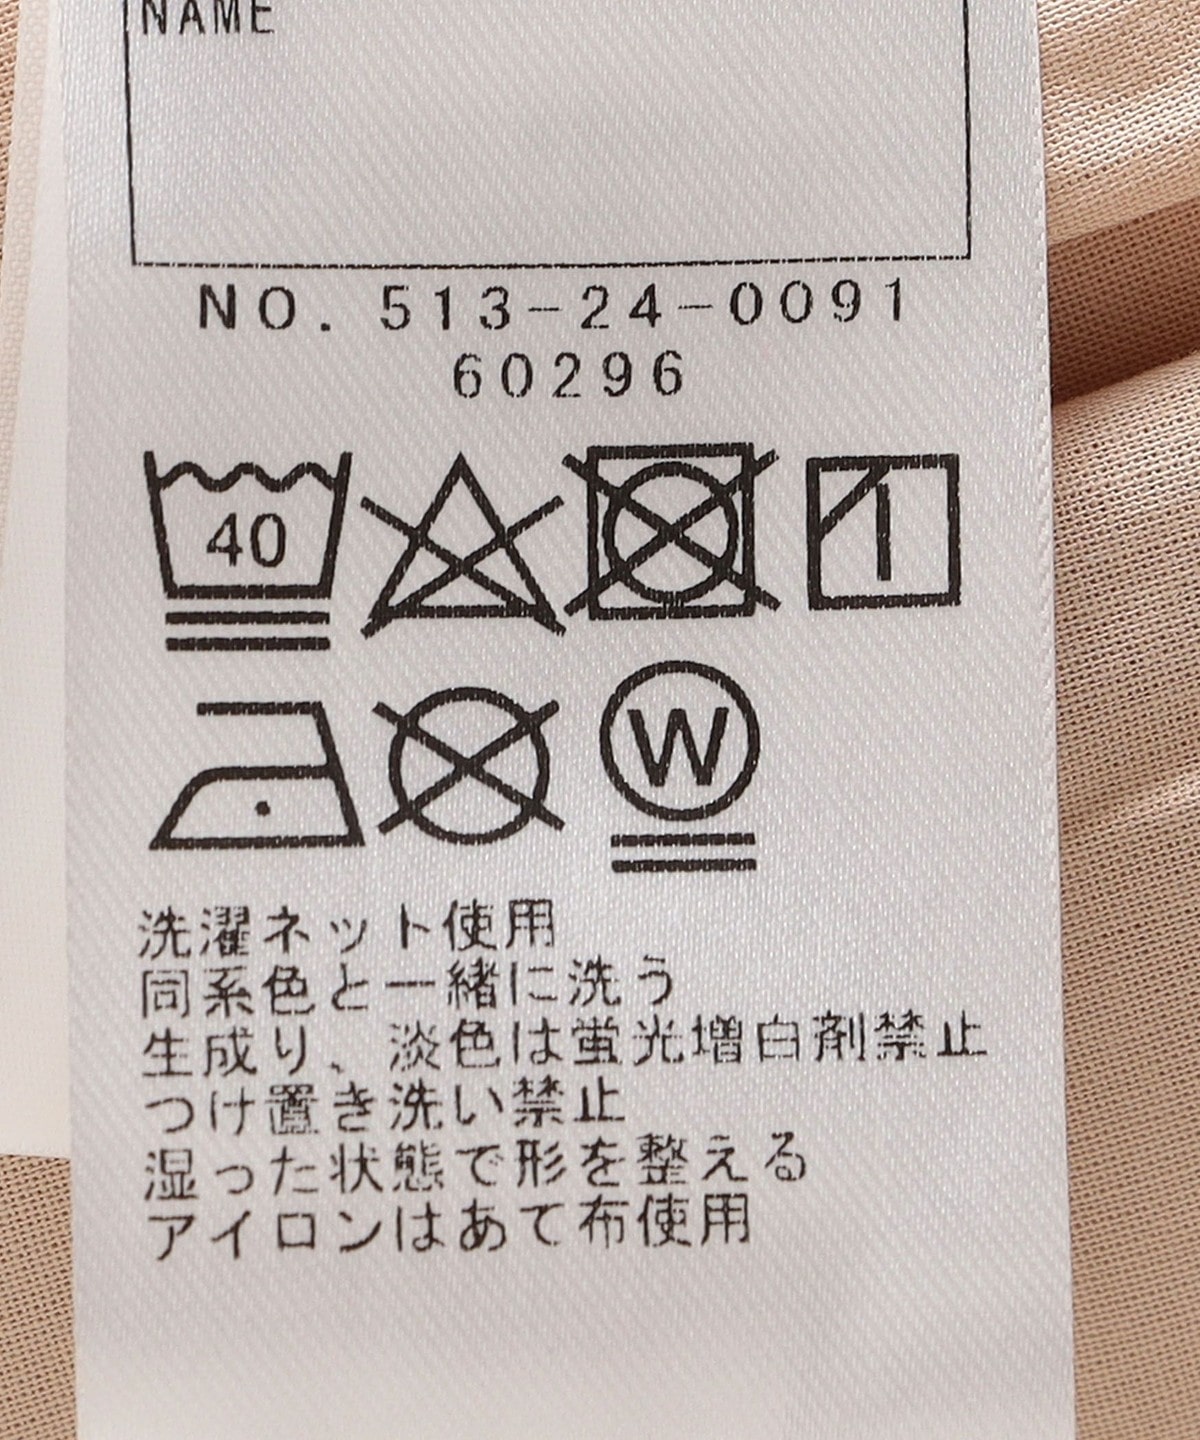 NAME
NO. 513-24-0091
60296
40
W
洗濯ネット使用
同系色と一緒に洗う
生成り、淡色は蛍光増白剤禁止
つけ置き洗い禁止
湿った状態で形を整える
アイロンはあて布使用